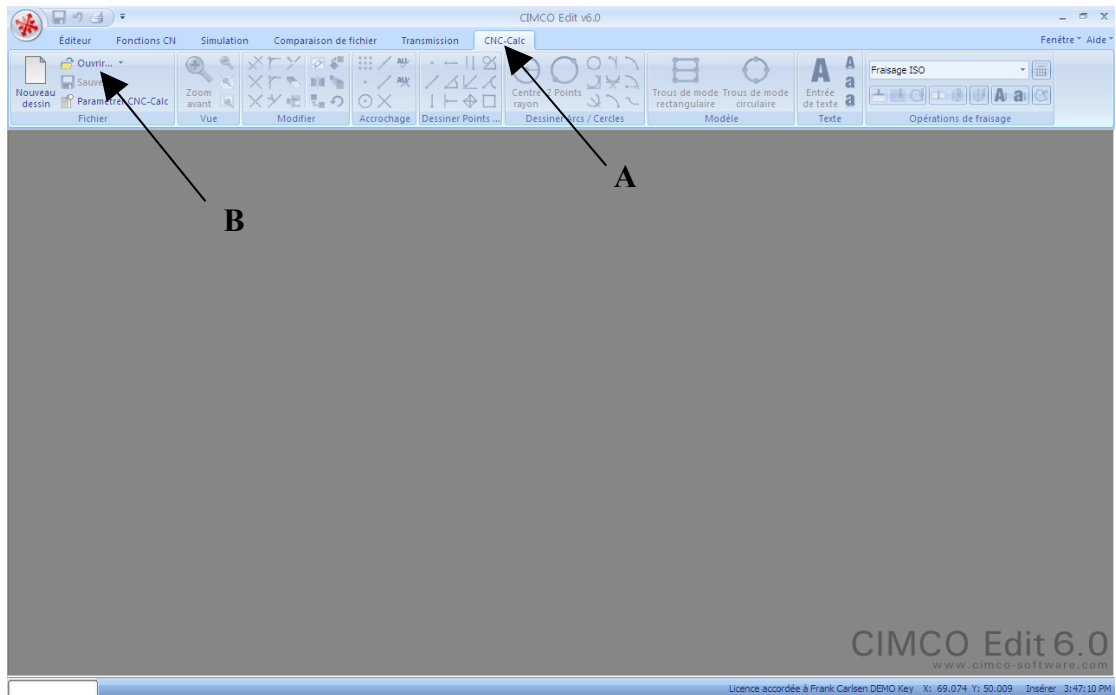 CIMCO Edit v6.0
Éditeur Fonctions CN Simulation Comparaison de fichier Transmission CNC-Calc Fenêtre Aide
Nouveau dessin
Ouvrir...
Paramétrer CNC-Calc
Fichier
Zoom avant
Vue
Modifier
Accrochage
Dessiner Points ...
Centre rayon
2 Points
Dessiner Arcs / Cercles
Trous de mode rectangulaire
Trous de mode circulaire
Modèle
Entrée de texte
A
a
a
Texte
Fraisage ISO
Opérations de fraisage
A
B
CIMCO Edit 6.0
www.cimco-software.com
Licence accordée à Frank Carlsen DEMO Key X: 69.074 Y: 50.009 Insérer 3:47:10 PM